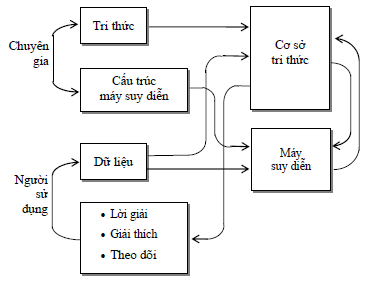 Tri thức
Chuyên
gia
Cơ sở
tri thức
Cấu trúc
máy suy diễn
Máy
suy diễn
Dữ liệu
Người
sử
dụng
• Lời giải
• Giải thích
• Theo dõi